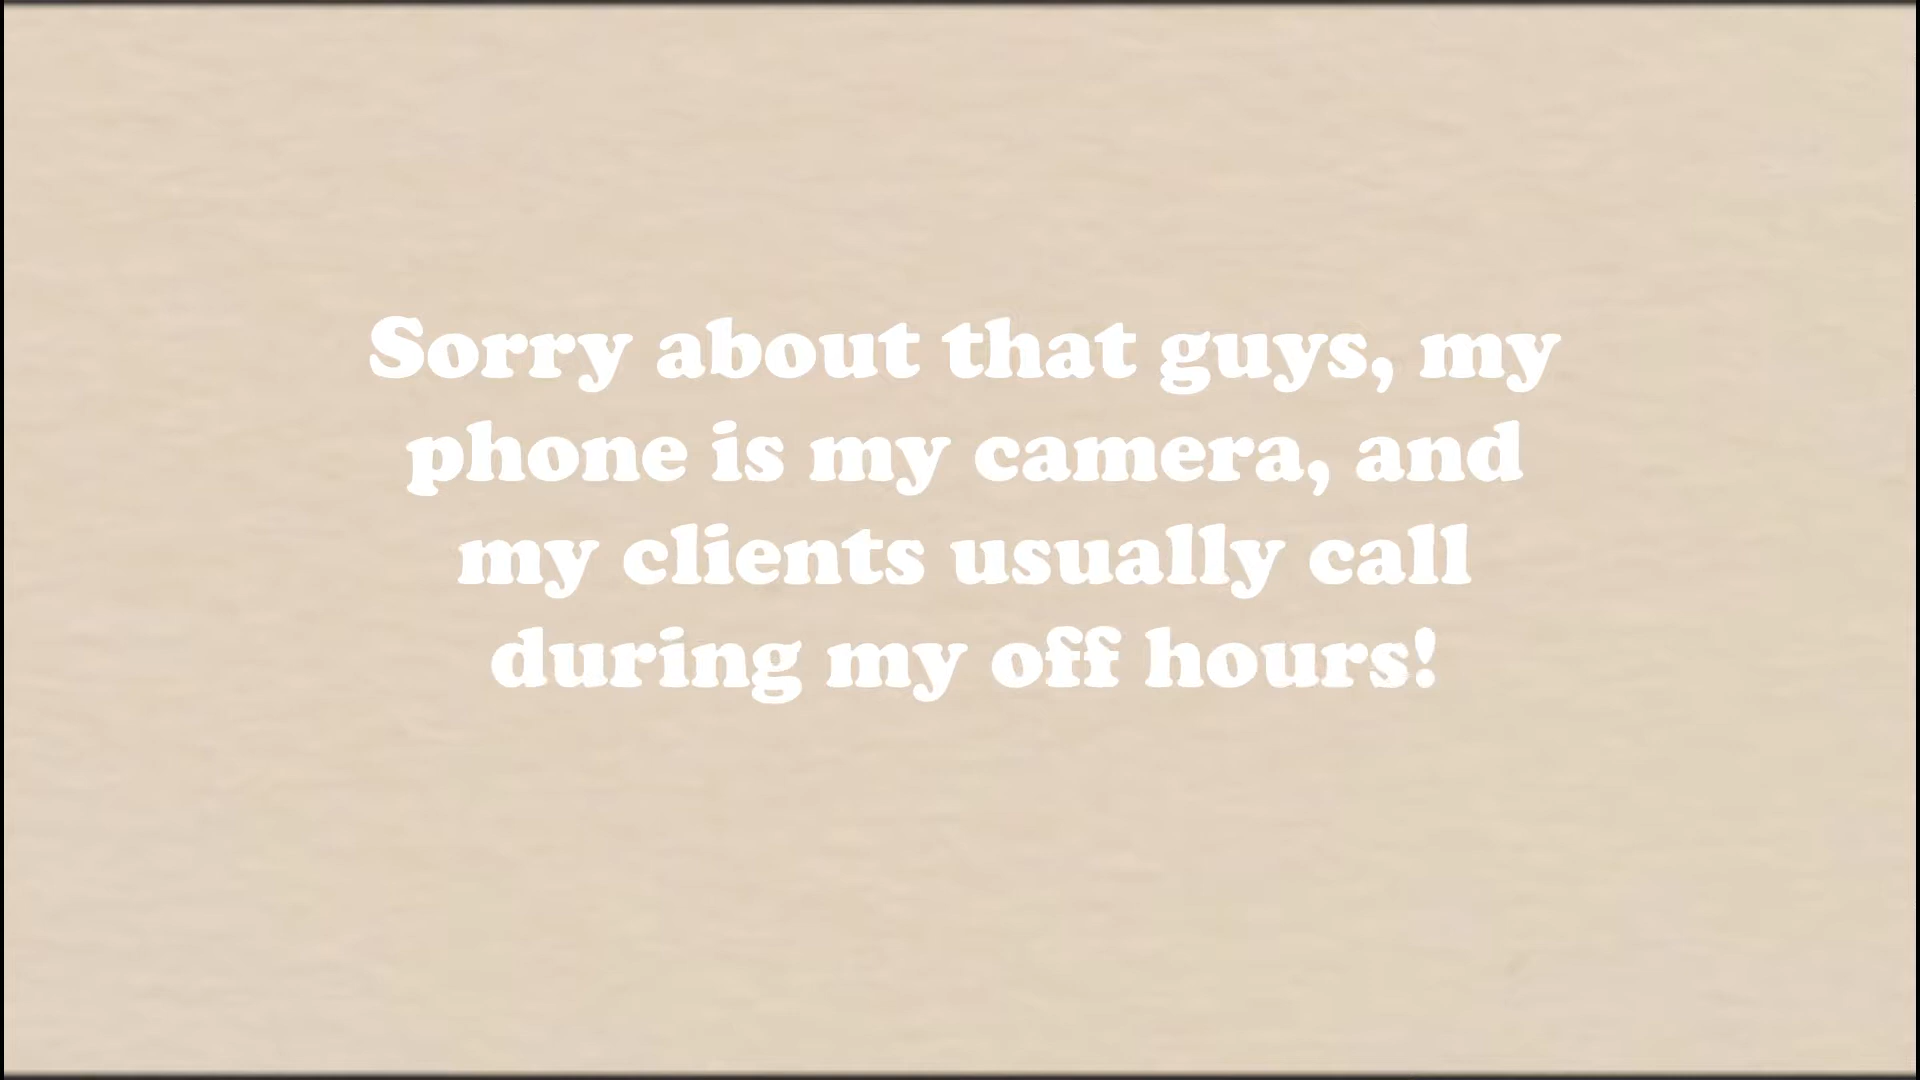 Sorry about that guys, my
phone is my camera, and
my clients usually call
during my off hours!